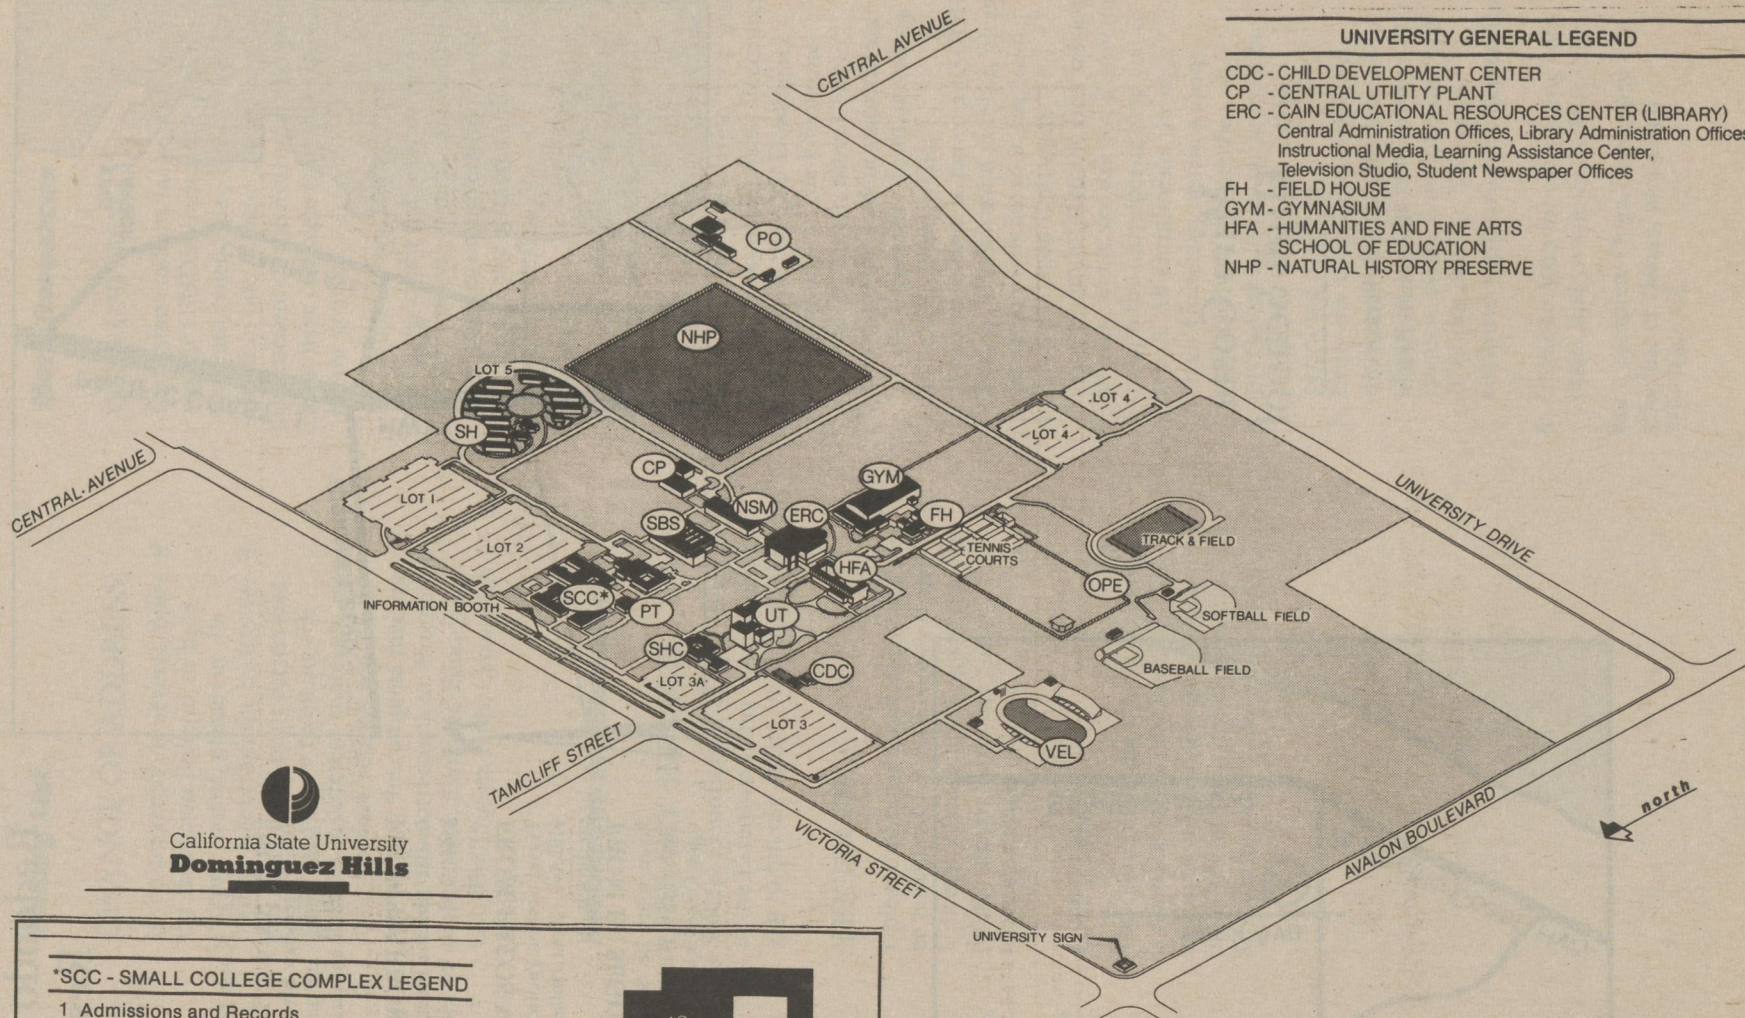 CENTRAL AVENUE
UNIVERSITY GENERAL LEGEND
CDC - CHILD DEVELOPMENT CENTER
CP - CENTRAL UTILITY PLANT
ERC - CAIN EDUCATIONAL RESOURCES CENTER (LIBRARY)
Central Administration Offices, Library Administration Offices
Instructional Media, Learning Assistance Center,
Television Studio, Student Newspaper Offices
FH - FIELD HOUSE
GYM - GYMNASIUM
HFA - HUMANITIES AND FINE ARTS
SCHOOL OF EDUCATION
NHP - NATURAL HISTORY PRESERVE
PO
NHP
LOT 5
SH
LOT 4
LOT 4
CENTRAL AVENUE
LOT 1
CP
GYM
UNIVERSITY DRIVE
NSM
ERC
FH
SBS
LOT 2
TENNIS
COURTS
TRACK & FIELD
HFA
OPE
SCC*
PT
INFORMATION BOOTH
UT
SOFTBALL FIELD
SHC
CDC
BASEBALL FIELD
LOT 3A
LOT 3
VEL
TAMCLIFF STREET
VICTORIA STREET
AVALON BOULEVARD
north
California State University
Dominguez Hills
UNIVERSITY SIGN
*SCC - SMALL COLLEGE COMPLEX LEGEND
1 Admissions and Records